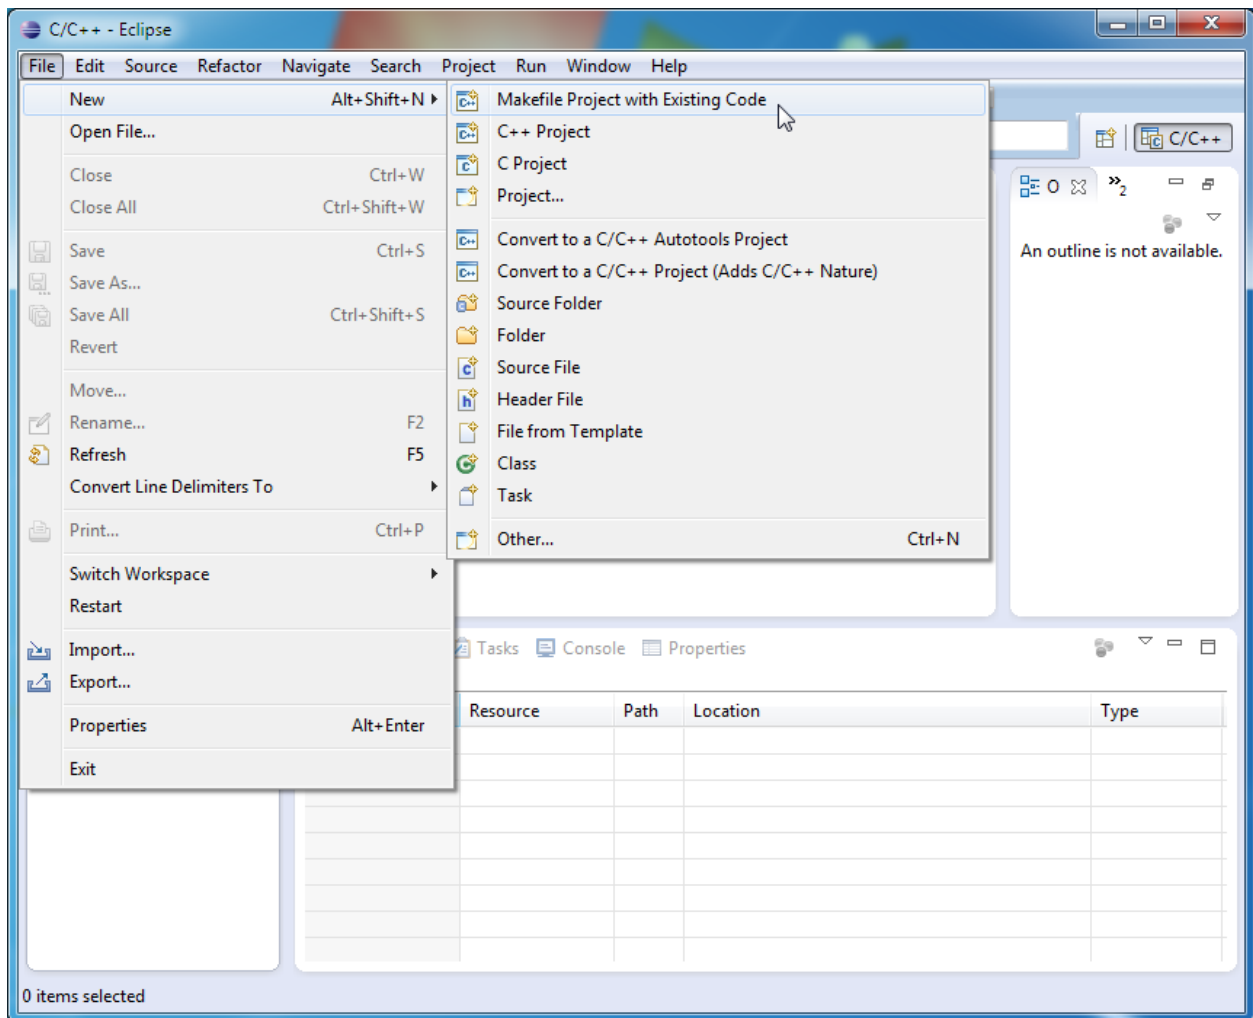 C/C++ - Eclipse
File Edit Source Refactor Navigate Search Project Run Window Help
New Alt+Shift+N
Open File...
Close Ctrl+W
Close All Ctrl+Shift+W
Save Ctrl+S
Save As...
Save All Ctrl+Shift+S
Revert
Move...
Rename... F2
Refresh F5
Convert Line Delimiters To
Print... Ctrl+P
Switch Workspace
Restart
Import...
Export...
Properties Alt+Enter
Exit
Makefile Project with Existing Code
C++ Project
C Project
Project...
Convert to a C/C++ Autotools Project
Convert to a C/C++ Project (Adds C/C++ Nature)
Source Folder
Folder
Source File
Header File
File from Template
Class
Task
Other... Ctrl+N
C/C++
O »2
An outline is not available.
Tasks Console Properties
Resource Path Location Type
0 items selected